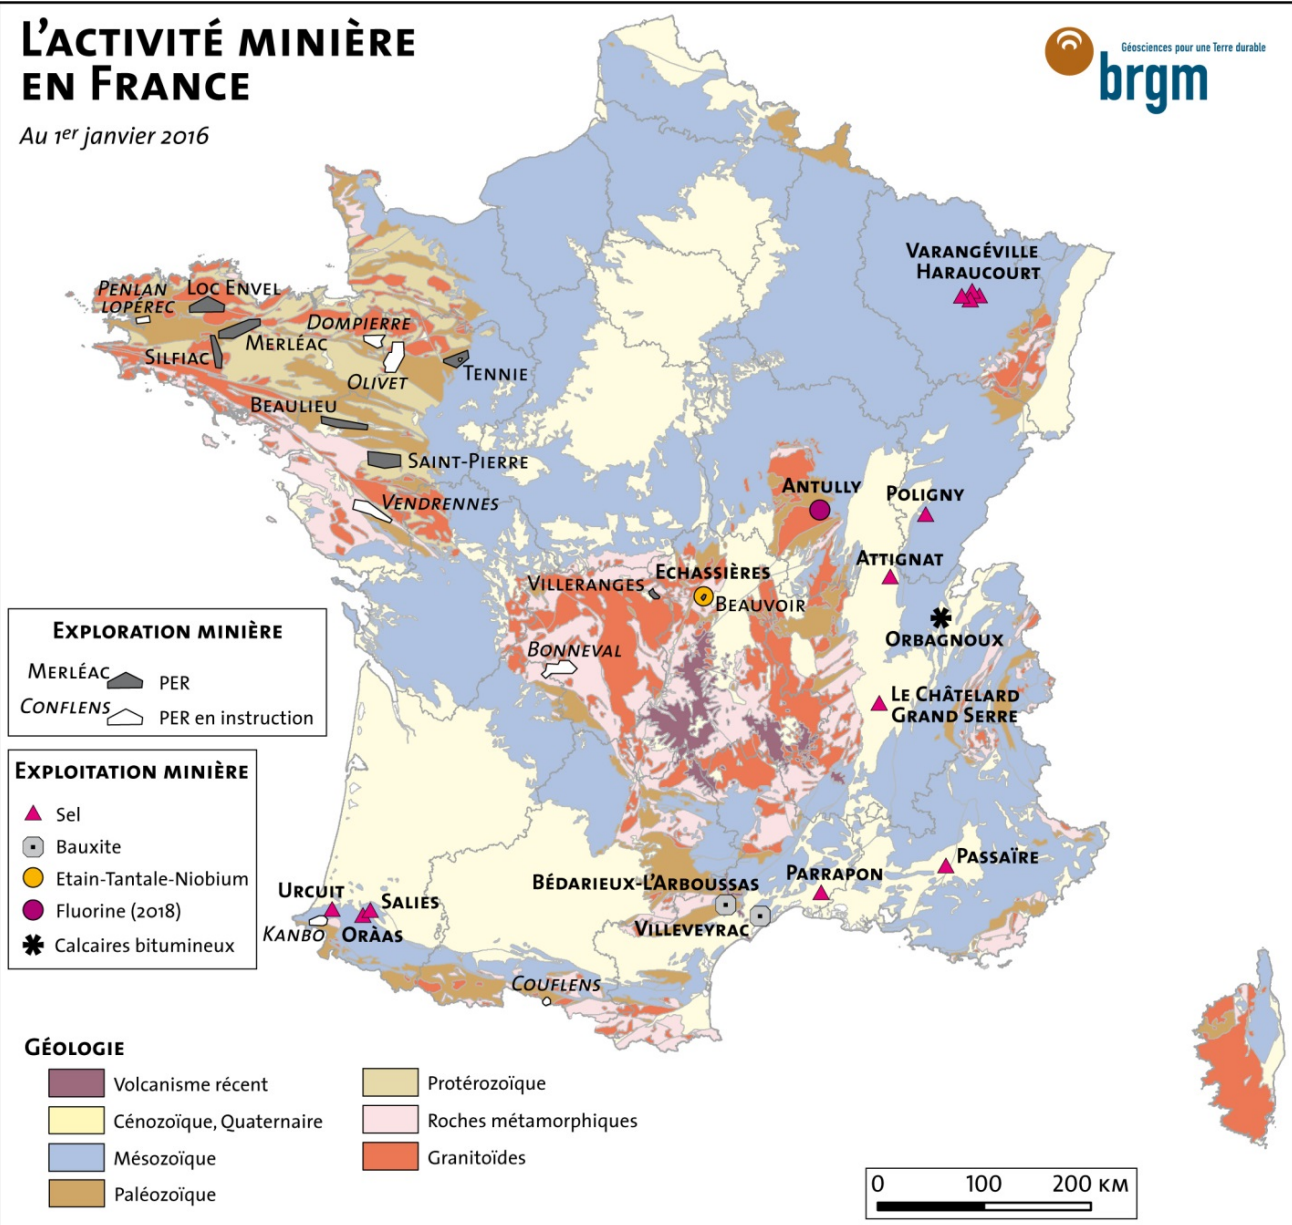 L'ACTIVITÉ MINIÈRE
EN FRANCE
Au 1er janvier 2016
Géosciences pour une Terre durable
brgm
VARANGÉVILLE
HARAUCOURT
PENLAN
LOPÉREC
LOC ENVEL
DOMPIERRE
MERLÉAC
SILFIAC
OLIVET
TENNIE
BEAULIEU
SAINT-PIERRE
VENDRENNES
ANTULLY
POLIGNY
ATTIGNAT
VILLERANGES
ECHASSIÈRES
BEAUVOIR
ORBAGNOUX
BONNEVAL
LE CHÂTELARD
GRAND SERRE
PASSAÏRE
PARRAPON
BÉDARIEUX-L'ARBOUSSAS
VILLEVEYRAC
URCUIT
SALIES
KANBO
ORÀAS
COUFLENS
EXPLORATION MINIÈRE
MERLÉAC
PER
CONFLENS
PER en instruction
EXPLOITATION MINIÈRE
Sel
Bauxite
Etain-Tantale-Niobium
Fluorine (2018)
Calcaires bitumineux
GÉOLOGIE
Volcanisme récent
Cénozoïque, Quaternaire
Mésozoïque
Paléozoïque
Protérozoïque
Roches métamorphiques
Granitoïdes
0 100 200 KM